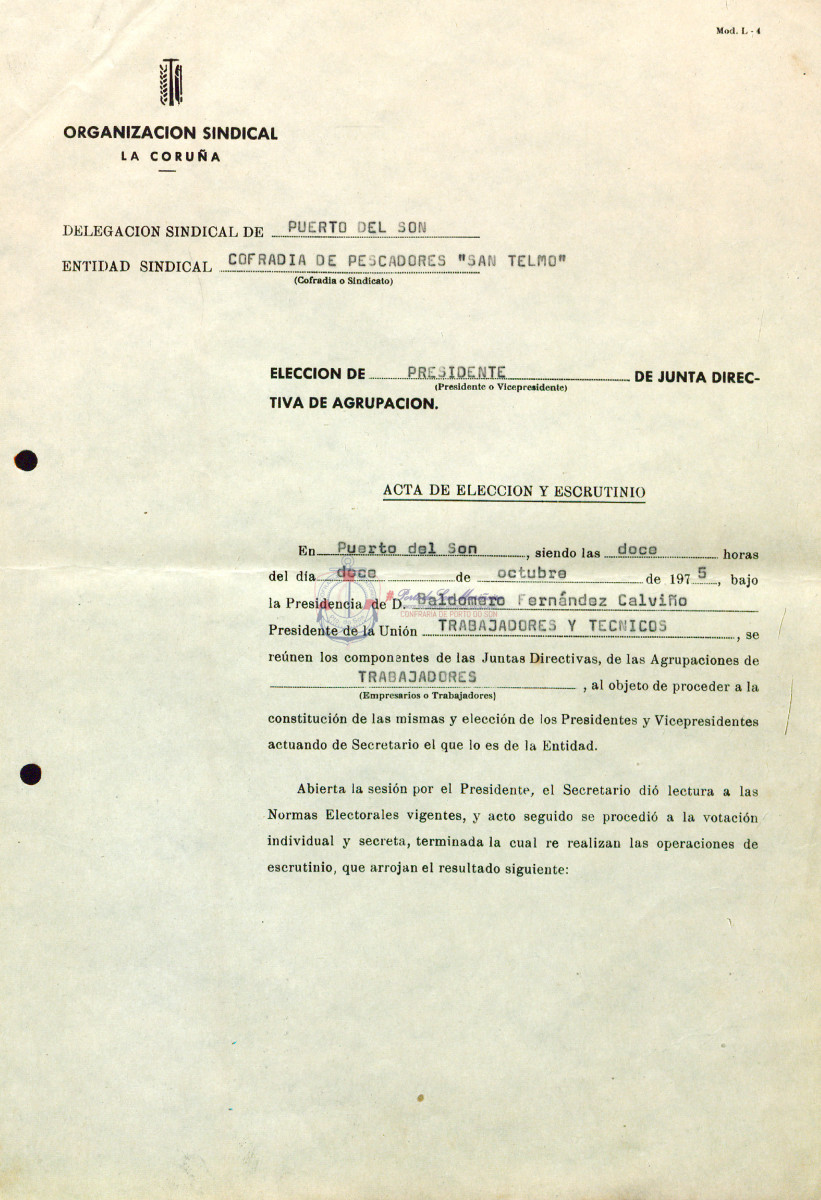 Mod. L - 4
ORGANIZACION SINDICAL
LA CORUÑA
DELEGACION SINDICAL DE PUERTO DEL SON
ENTIDAD SINDICAL COFRADIA DE PESCADORES "SAN TELMO"
(Cofradía o Sindicato)
ELECCION DE PRESIDENTE DE JUNTA DIREC-
(Presidente o Vicepresidente)
TIVA DE AGRUPACION.
ACTA DE ELECCION Y ESCRUTINIO
En Puerto del Son, siendo las doce horas
del día doce de octubre de 1975, bajo
la Presidencia de D. Baldomero Fernández Calviño
CONFRARIA DE PORTO DO SON
Presidente de la Unión TRABAJADORES Y TECNICOS, se
reúnen los componentes de las Juntas Directivas, de las Agrupaciones de
TRABAJADORES, al objeto de proceder a la
(Empresarios o Trabajadores)
constitución de las mismas y elección de los Presidentes y Vicepresidentes
actuando de Secretario el que lo es de la Entidad.
Abierta la sesión por el Presidente, el Secretario dió lectura a las
Normas Electorales vigentes, y acto seguido se procedió a la votación
individual y secreta, terminada la cual re realizan las operaciones de
escrutinio, que arrojan el resultado siguiente: